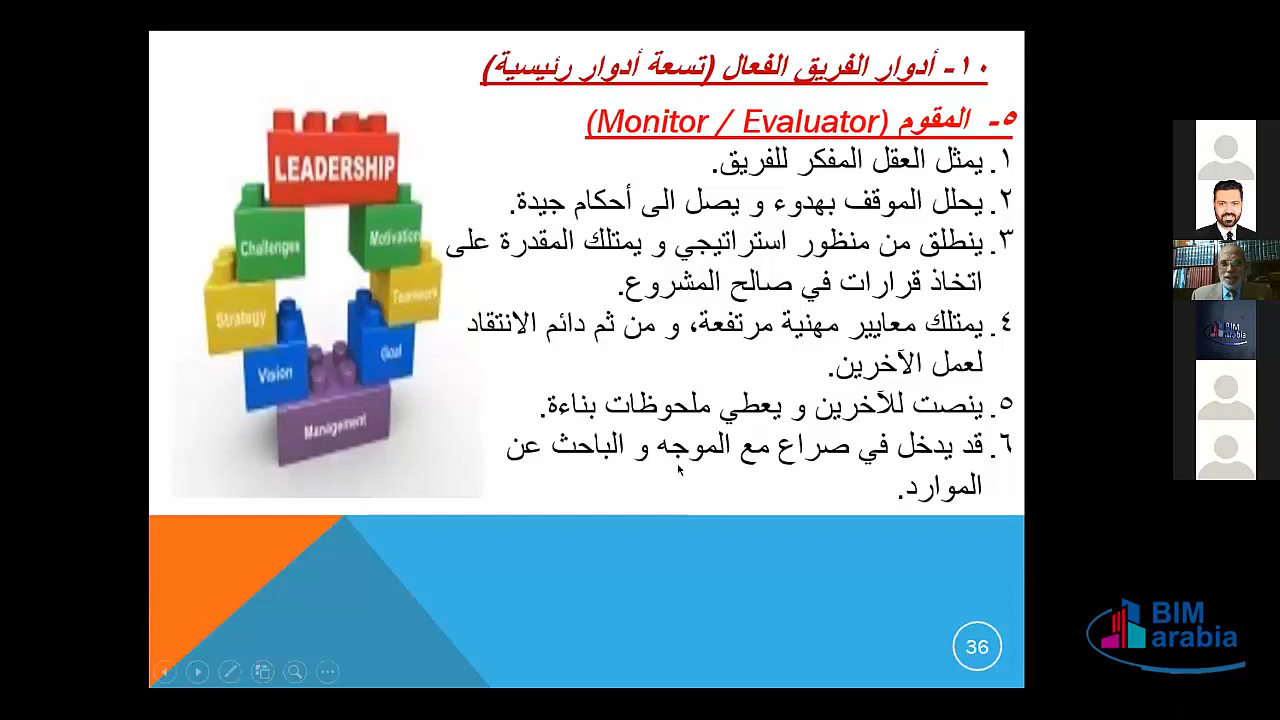 ١٠- أدوار الفريق الفعال (تسعة أدوار رئيسية)
٥- المقوم (Monitor / Evaluator)
١. يمثل العقل المفكر للفريق.
٢. يحلل الموقف بهدوء و يصل الى أحكام جيدة.
٣. ينطلق من منظور استراتيجي و يمتلك المقدرة على
اتخاذ قرارات في صالح المشروع.
٤. يمتلك معايير مهنية مرتفعة، و من ثم دائم الانتقاد
لعمل الآخرين.
٥. ينصت للآخرين و يعطي ملحوظات بناءة.
٦. قد يدخل في صراع مع الموجه و الباحث عن
الموارد.
LEADERSHIP
Challenges
Motivation
Strategy
Teamwork
Vision
Goal
Management
36
BIM
arabia
BIM
arabia